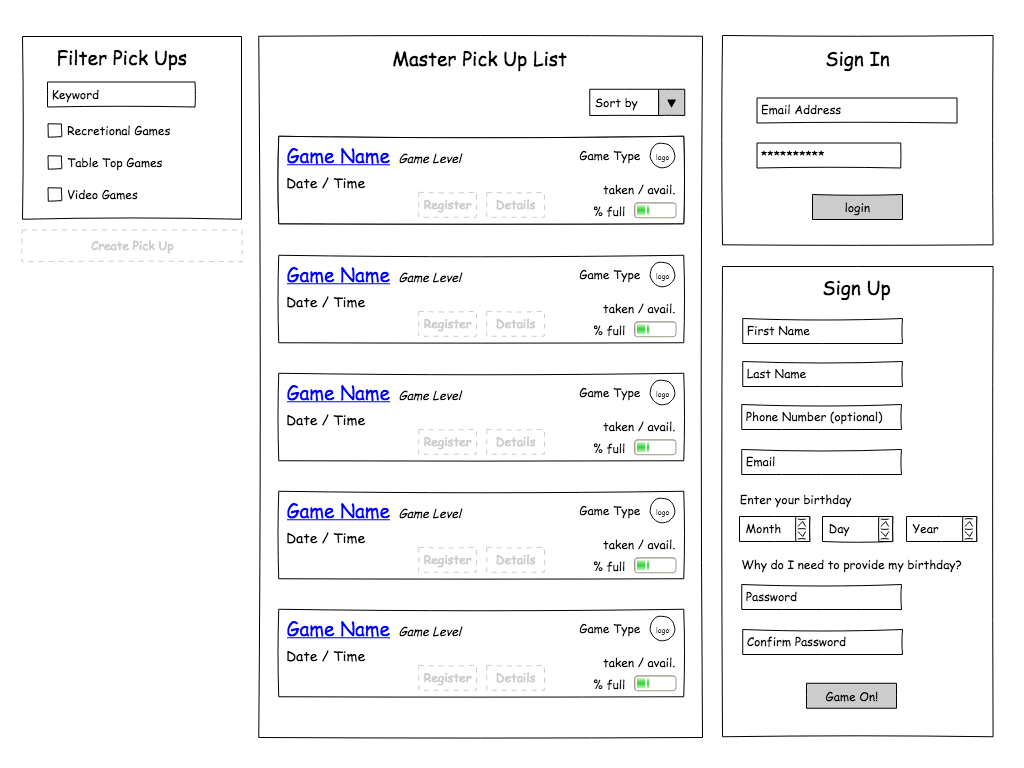 Filter Pick Ups
Keyword
Recretional Games
Table Top Games
Video Games
Create Pick Up
Master Pick Up List
Sort by
Game Name Game Level Game Type logo
Date / Time
taken / avail.
Register Details
% full
Game Name Game Level Game Type logo
Date / Time
taken / avail.
Register Details
% full
Game Name Game Level Game Type logo
Date / Time
taken / avail.
Register Details
% full
Game Name Game Level Game Type logo
Date / Time
taken / avail.
Register Details
% full
Game Name Game Level Game Type logo
Date / Time
taken / avail.
Register Details
% full
Sign In
Email Address
**********
login
Sign Up
First Name
Last Name
Phone Number (optional)
Email
Enter your birthday
Month Day Year
Why do I need to provide my birthday?
Password
Confirm Password
Game On!